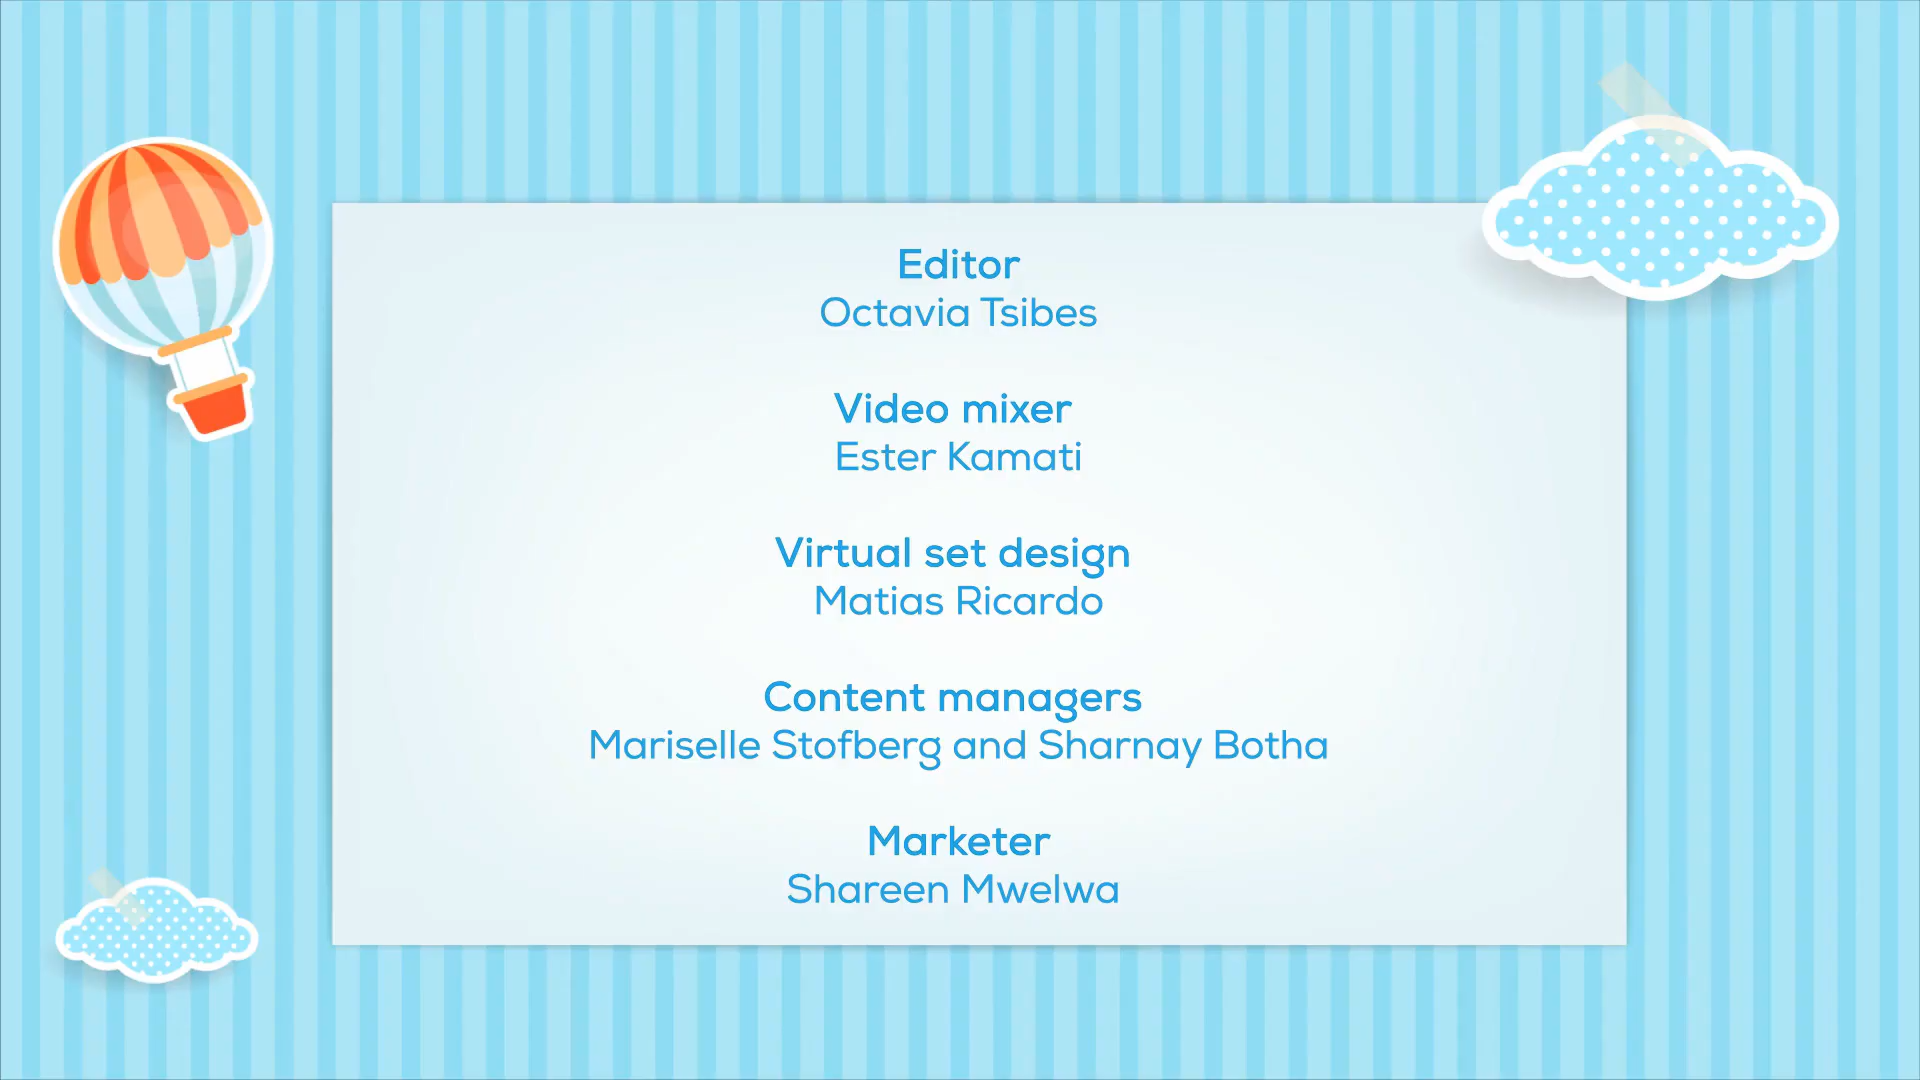 Editor
Octavia Tsibes
Video mixer
Ester Kamati
Virtual set design
Matias Ricardo
Content managers
Mariselle Stofberg and Sharnay Botha
Marketer
Shareen Mwelwa